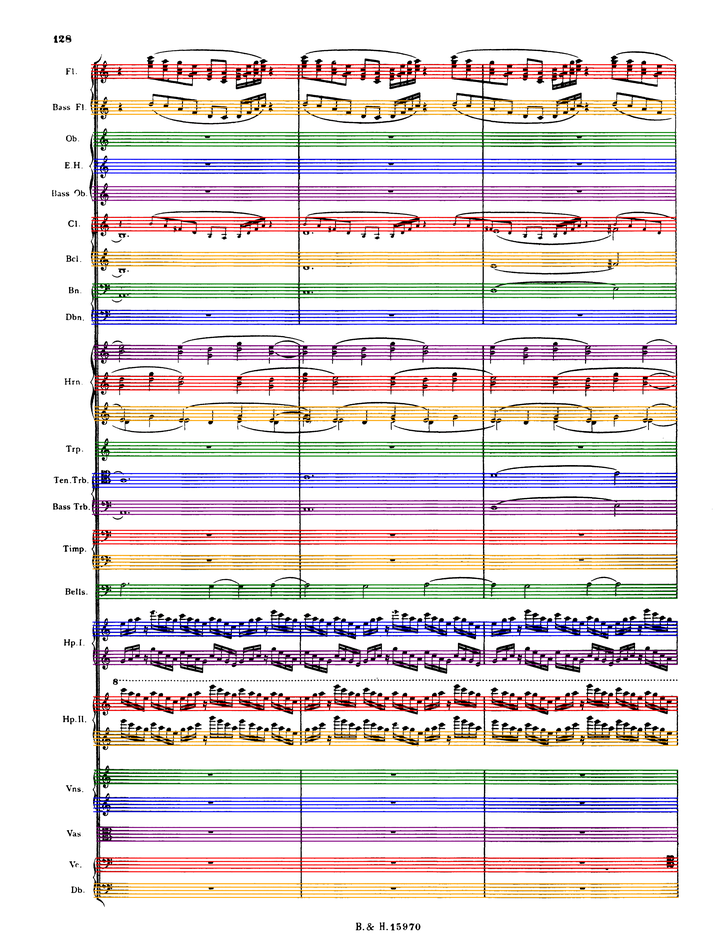 128
Fl.
Bass Fl.
Ob.
E.H.
Bass Ob.
Cl.
Bcl.
Bn.
Dbn.
Hrn.
Trp.
Ten.Trb.
Bass Trb.
Timp.
Bells.
Hp.I.
8
Hp.II.
Vns.
Vas
Vc.
Db.
B. & H. 15970